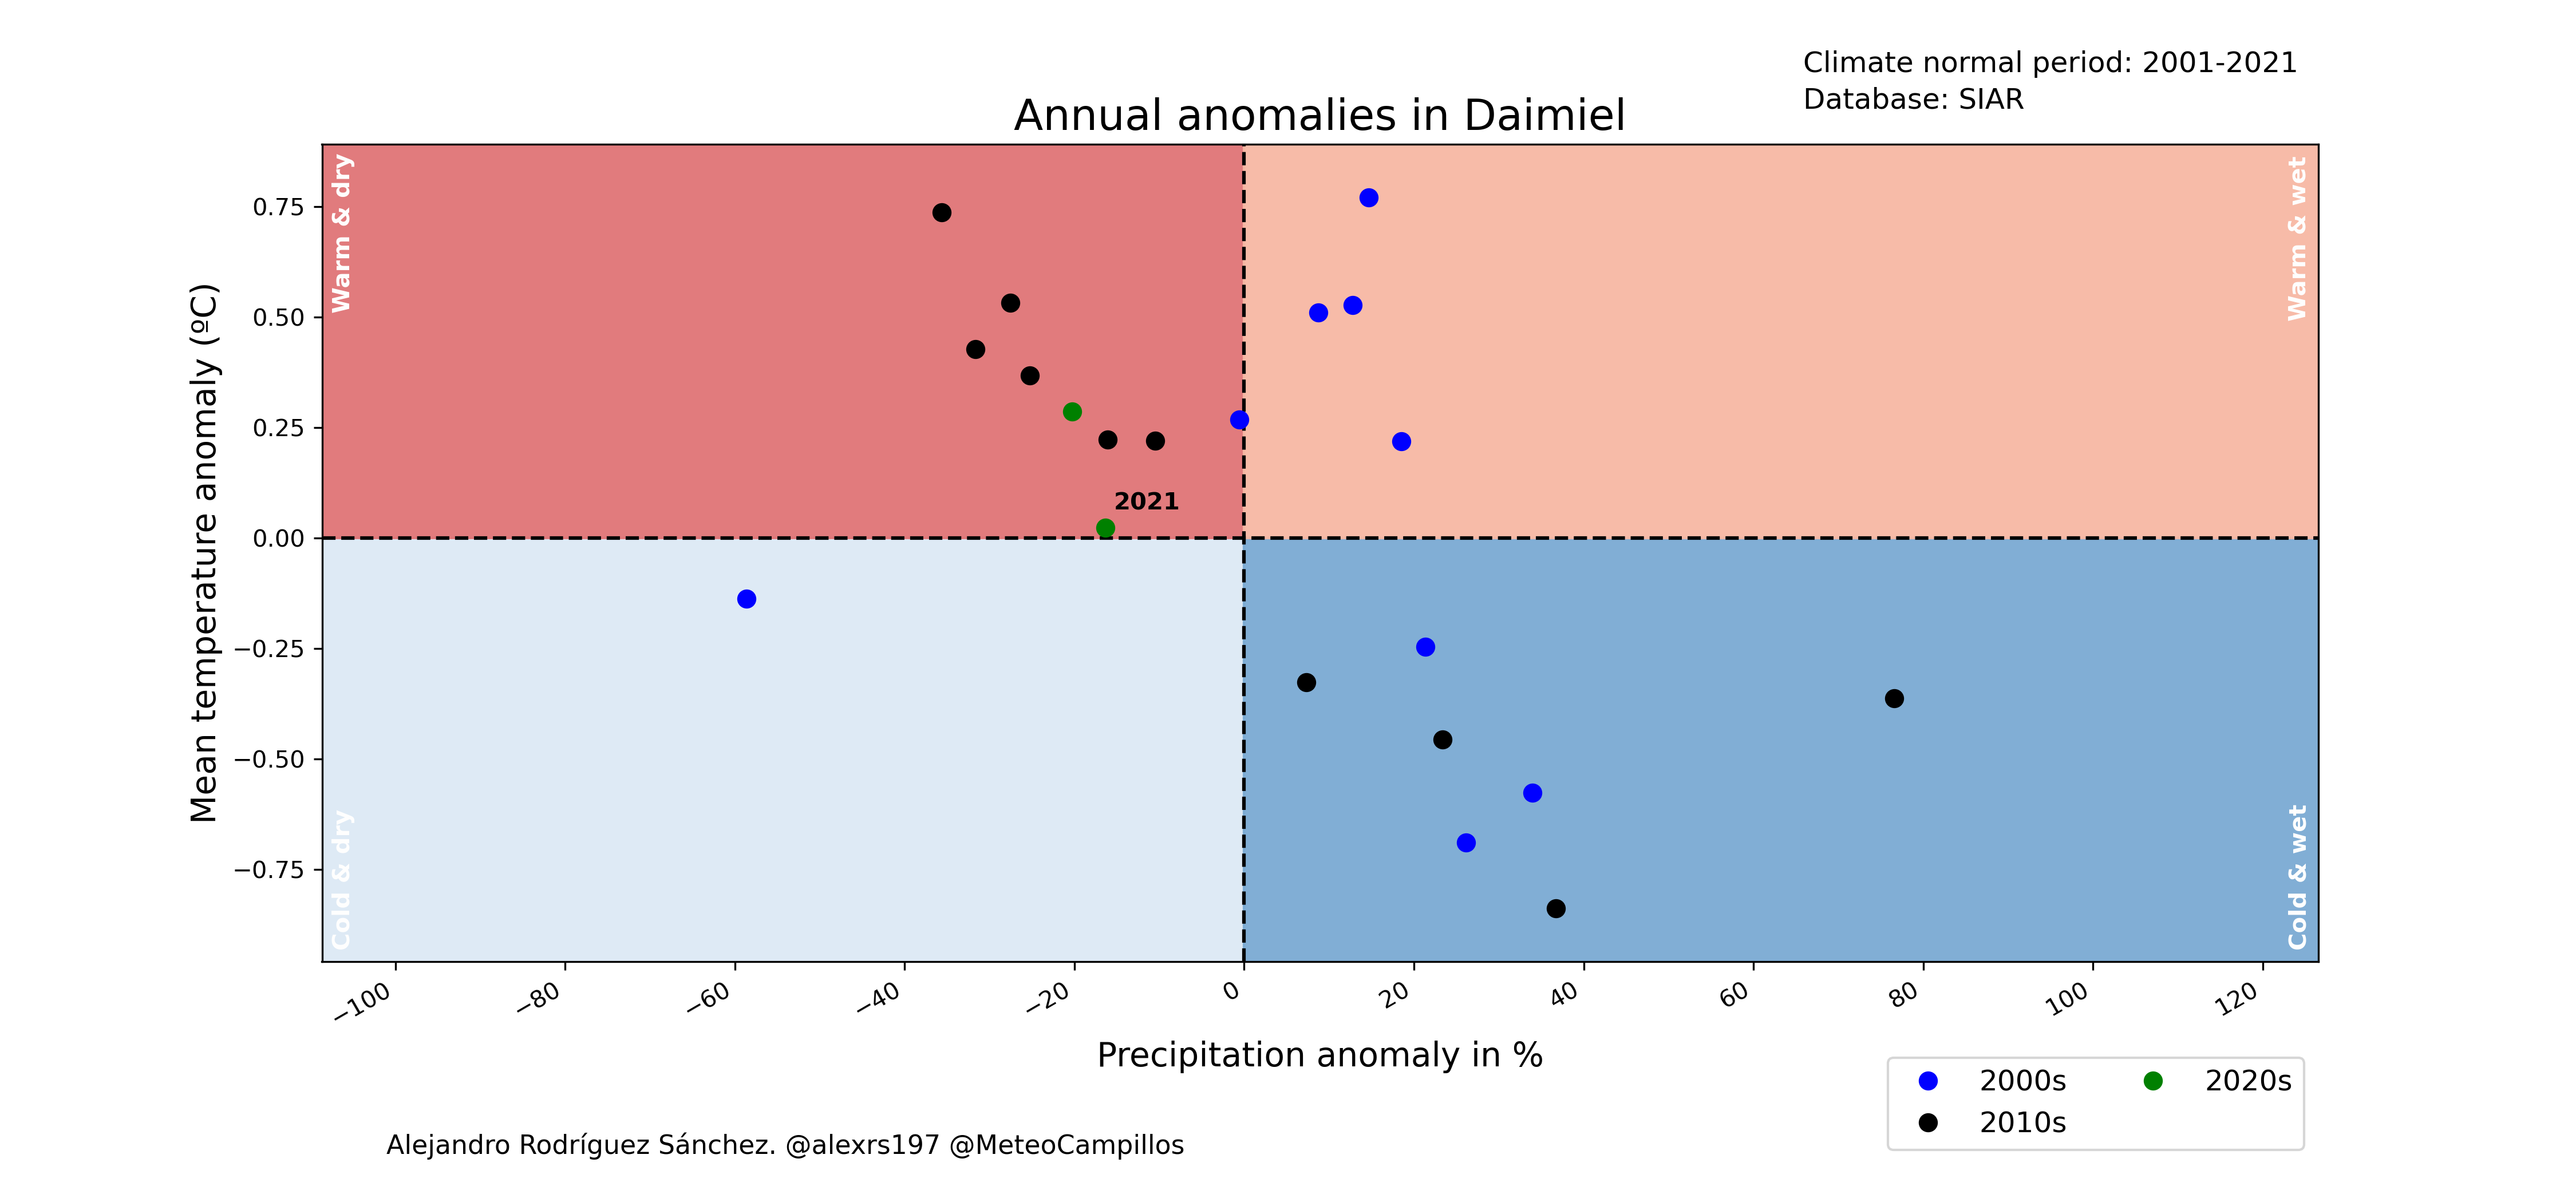 Climate normal period: 2001-2021
Database: SIAR
Annual anomalies in Daimiel
Warm & dry
Warm & wet
Mean temperature anomaly (ºC)
0.75
0.50
0.25
0.00
−0.25
−0.50
−0.75
2021
Cold & dry
Cold & wet
−100
−80
−60
−40
−20
0
20
40
60
80
100
120
Precipitation anomaly in %
2000s
2010s
2020s
Alejandro Rodríguez Sánchez. @alexrs197 @MeteoCampillos